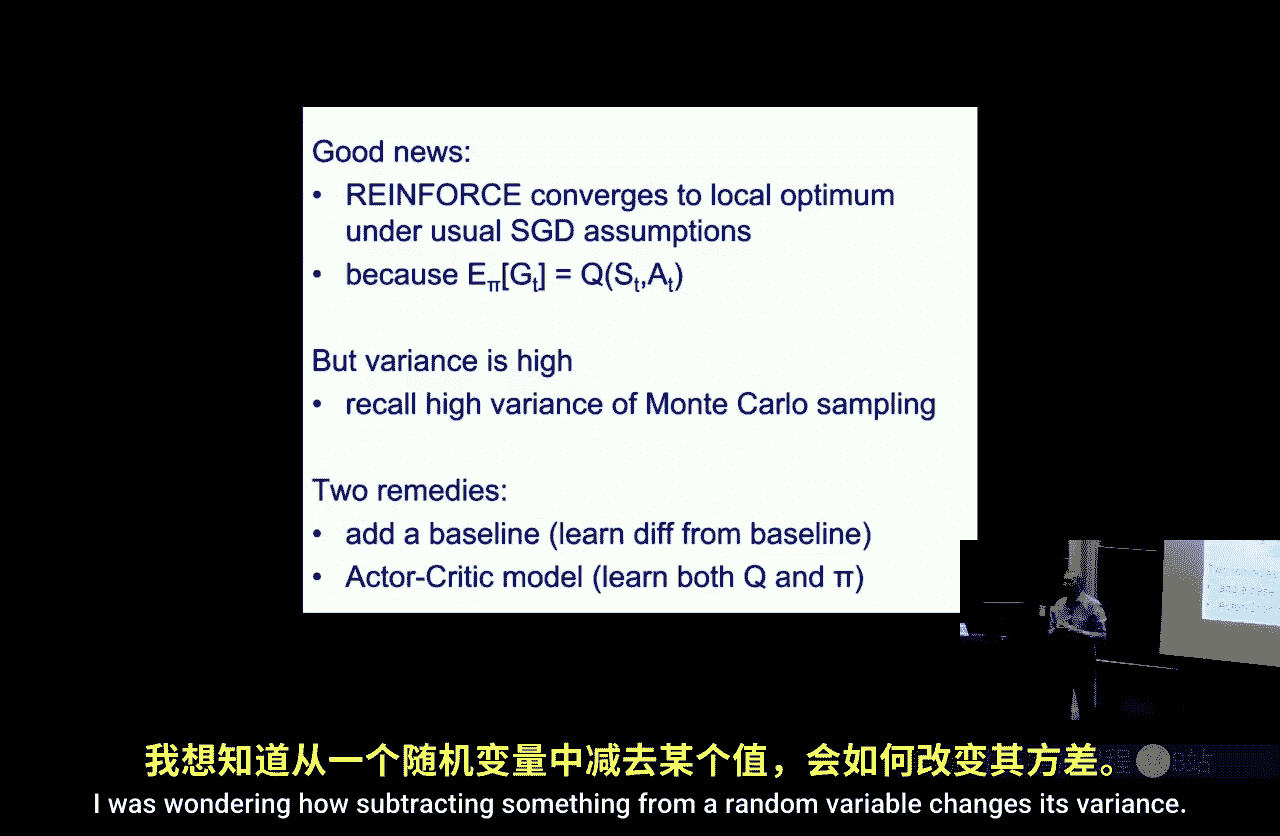 Good news:
• REINFORCE converges to local optimum
under usual SGD assumptions
• because Eπ[Gt] = Q(St,At)
But variance is high
• recall high variance of Monte Carlo sampling
Two remedies:
• add a baseline (learn diff from baseline)
• Actor-Critic model (learn both Q and π)
我想知道从一个随机变量中减去某个值，会如何改变其方差。
I was wondering how subtracting something from a random variable changes its variance.